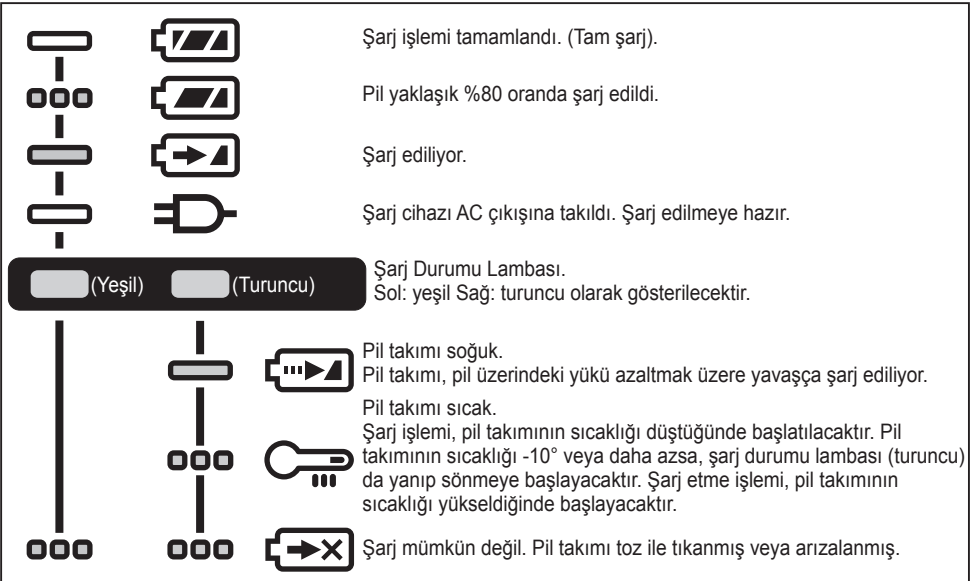 Şarj işlemi tamamlandı. (Tam şarj).
Pil yaklaşık %80 oranda şarj edildi.
Şarj ediliyor.
Şarj cihazı AC çıkışına takıldı. Şarj edilmeye hazır.
(Yeşil) (Turuncu)
Şarj Durumu Lambası.
Sol: yeşil Sağ: turuncu olarak gösterilecektir.
Pil takımı soğuk.
Pil takımı, pil üzerindeki yükü azaltmak üzere yavaşça şarj ediliyor.
Pil takımı sıcak.
Şarj işlemi, pil takımının sıcaklığı düştüğünde başlatılacaktır. Pil
takımının sıcaklığı -10° veya daha azsa, şarj durumu lambası (turuncu)
da yanıp sönmeye başlayacaktır. Şarj etme işlemi, pil takımının
sıcaklığı yükseldiğinde başlayacaktır.
Şarj mümkün değil. Pil takımı toz ile tıkanmış veya arızalanmış.